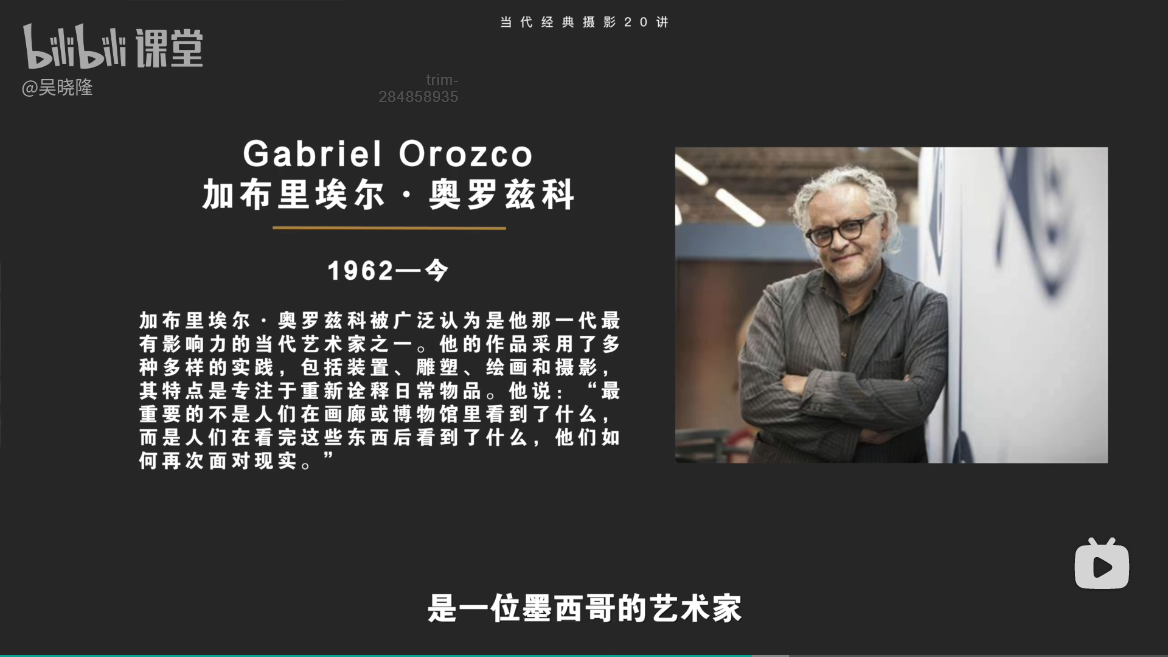 当代经典摄影20讲
bilibili 课堂
@吴晓隆
trim-
284858935
Gabriel Orozco
加布里埃尔·奥罗兹科
1962—今
加布里埃尔·奥罗兹科被广泛认为是他那一代最
有影响力的当代艺术家之一。他的作品采用了多
种多样的实践，包括装置、雕塑、绘画和摄影，
其特点是专注于重新诠释日常物品。他说：“最
重要的不是人们在画廊或博物馆里看到了什么，
而是人们在看完这些东西后看到了什么，他们如
何再次面对现实。”
是一位墨西哥的艺术家